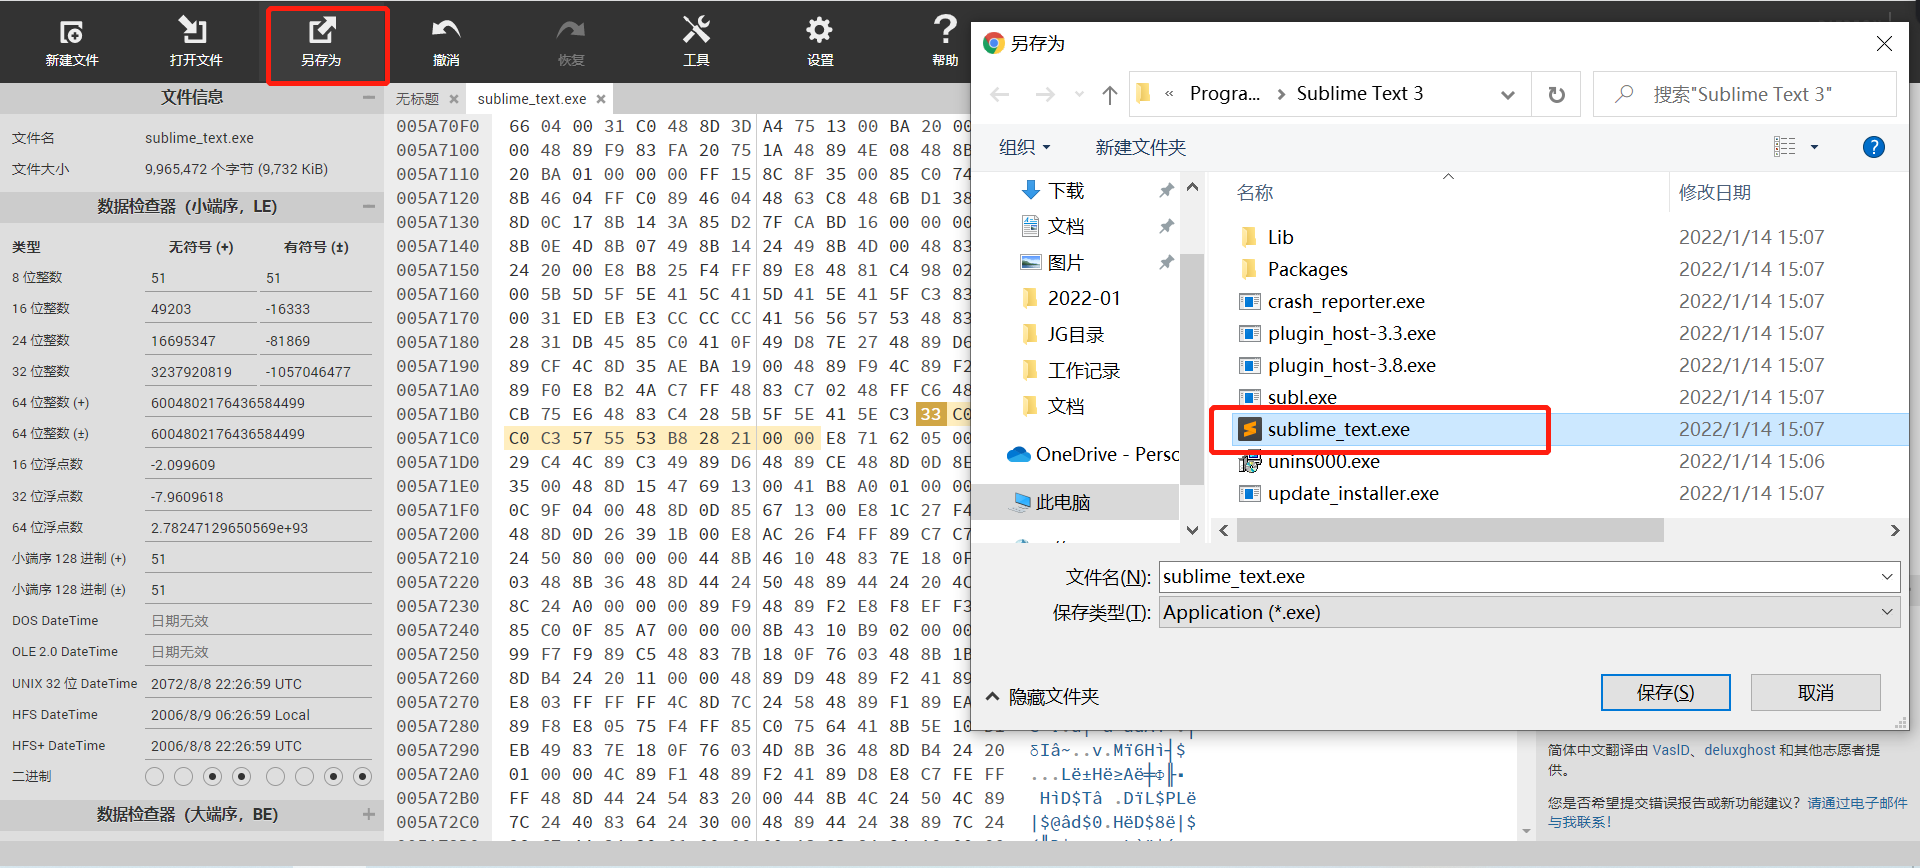 新建文件
打开文件
另存为
撤消
恢复
工具
设置
帮助
文件信息
文件名 sublime_text.exe
文件大小 9,965,472 个字节 (9,732 KiB)
数据检查器（小端序，LE）
类型 无符号 (+) 有符号 (±)
8 位整数 51 51
16 位整数 49203 -16333
24 位整数 16695347 -81869
32 位整数 3237920819 -1057046477
64 位整数 (+) 6004802176436584499
64 位整数 (±) 6004802176436584499
16 位浮点数 -2.099609
32 位浮点数 -7.9609618
64 位浮点数 2.78247129650569e+93
小端序 128 进制 (+) 51
小端序 128 进制 (±) 51
DOS DateTime 日期无效
OLE 2.0 DateTime 日期无效
UNIX 32 位 DateTime 2072/8/8 22:26:59 UTC
HFS DateTime 2006/8/9 06:26:59 Local
HFS+ DateTime 2006/8/8 22:26:59 UTC
二进制
数据检查器（大端序，BE）
无标题 sublime_text.exe
005A70F0 66 04 00 31 C0 48 8D 3D A4 75 13 00 BA 20 00
005A7100 00 48 89 F9 83 FA 20 75 1A 48 89 4E 08 48 8B
005A7110 20 BA 01 00 00 00 FF 15 8C 8F 35 00 85 C0 74
005A7120 8B 46 04 FF C0 89 46 04 48 63 C8 48 6B D1 38
005A7130 8D 0C 17 8B 14 3A 85 D2 7F CA BD 16 00 00 00
005A7140 8B 0E 4D 8B 07 49 8B 14 24 49 8B 4D 00 48 83
005A7150 24 20 00 E8 B8 25 F4 FF 89 E8 48 81 C4 98 02
005A7160 00 5B 5D 5F 5E 41 5C 41 5D 41 5E 41 5F C3 83
005A7170 00 31 ED EB E3 CC CC CC 41 56 56 57 53 48 83
005A7180 28 31 DB 45 85 C0 41 0F 49 D8 7E 27 48 89 D6
005A7190 89 CF 4C 8D 35 AE BA 19 00 48 89 F9 4C 89 F2
005A71A0 89 F0 E8 B2 4A C7 FF 48 83 C7 02 48 FF C6 48
005A71B0 CB 75 E6 48 83 C4 28 5B 5F 5E 41 5E C3 33 C0
005A71C0 C0 C3 57 55 53 B8 28 21 00 00 E8 71 62 05 00
005A71D0 29 C4 4C 89 C3 49 89 D6 48 89 CE 48 8D 0D 8E
005A71E0 35 00 48 8D 15 47 69 13 00 41 B8 A0 01 00 00
005A71F0 0C 9F 04 00 48 8D 0D 85 67 13 00 E8 1C 27 F4
005A7200 48 8D 0D 26 39 1B 00 E8 AC 26 F4 FF 89 C7 C7
005A7210 24 50 80 00 00 00 44 8B 46 10 48 83 7E 18 0F
005A7220 03 48 8B 36 48 8D 44 24 50 48 89 44 24 20 4C
005A7230 8C 24 A0 00 00 00 89 F9 48 89 F2 E8 F8 EF F3
005A7240 85 C0 0F 85 A7 00 00 00 8B 43 10 B9 02 00 00
005A7250 99 F7 F9 89 C5 48 83 7B 18 0F 76 03 48 8B 1B
005A7260 8D B4 24 20 11 00 00 48 89 D9 48 89 F2 41 89
005A7270 E8 03 FF FF FF 4C 8D 7C 24 58 48 89 F1 89 EA
005A7280 89 F8 E8 05 75 F4 FF 85 C0 75 64 41 8B 5E 10
005A7290 EB 49 83 7E 18 0F 76 03 4D 8B 36 48 8D B4 24 20 δIâ~..v.Mï6Hì┤$
005A72A0 01 00 00 4C 89 F1 48 89 F2 41 89 D8 E8 C7 FE FF ...Lë±Hë≥Aë╪Φ╟■
005A72B0 FF 48 8D 44 24 54 83 20 00 44 8B 4C 24 50 4C 89 HìD$Tâ .DïL$PLë
005A72C0 7C 24 40 83 64 24 30 00 48 89 44 24 38 89 7C 24 |$@âd$0.HëD$8ë|$
另存为
« Progra... › Sublime Text 3
搜索"Sublime Text 3"
组织 新建文件夹
下载
文档
图片
2022-01
JG目录
工作记录
文档
OneDrive - Perso
此电脑
名称 修改日期
Lib 2022/1/14 15:07
Packages 2022/1/14 15:07
crash_reporter.exe 2022/1/14 15:07
plugin_host-3.3.exe 2022/1/14 15:07
plugin_host-3.8.exe 2022/1/14 15:07
subl.exe 2022/1/14 15:07
sublime_text.exe 2022/1/14 15:07
unins000.exe 2022/1/14 15:06
update_installer.exe 2022/1/14 15:07
文件名(N): sublime_text.exe
保存类型(T): Application (*.exe)
隐藏文件夹
保存(S) 取消
简体中文翻译由 VasID、deluxghost 和其他志愿者提
供。
您是否希望提交错误报告或新功能建议？请通过电子邮件
与我联系！